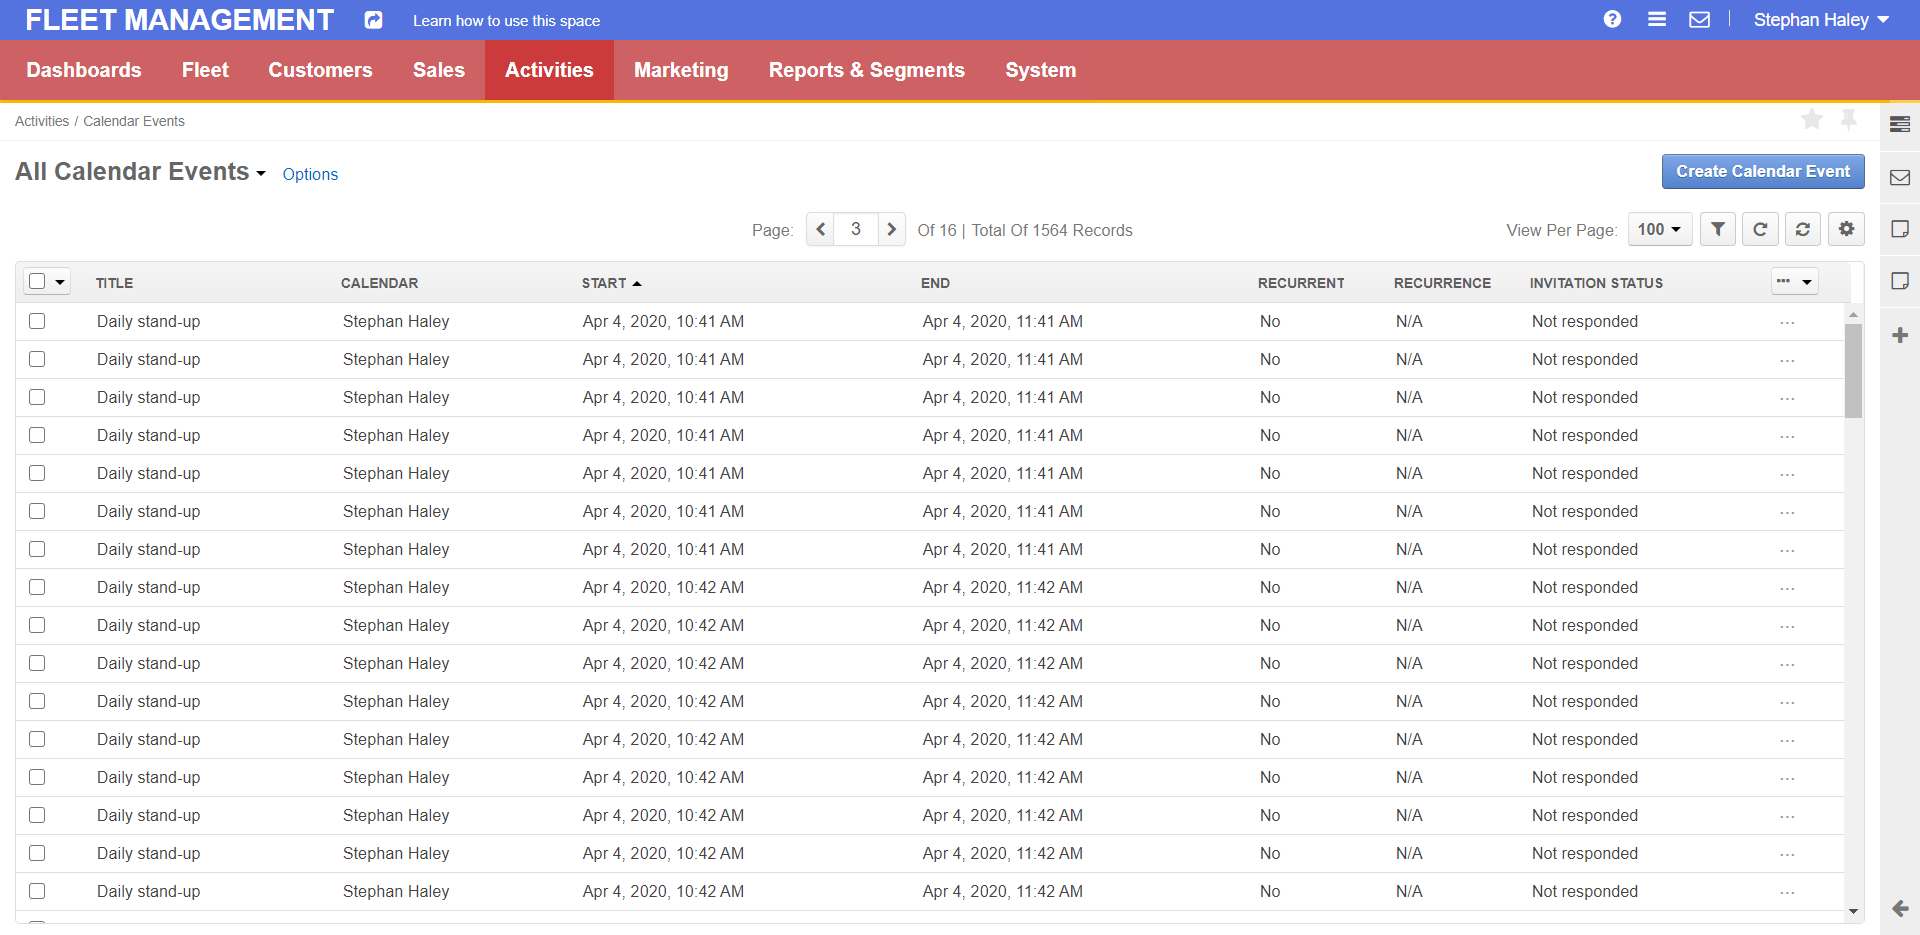 FLEET MANAGEMENT Learn how to use this space Stephan Haley
Dashboards Fleet Customers Sales Activities Marketing Reports & Segments System
Activities / Calendar Events
All Calendar Events Options Create Calendar Event
Page: 3 Of 16 | Total Of 1564 Records View Per Page: 100
TITLE CALENDAR START END RECURRENT RECURRENCE INVITATION STATUS
Daily stand-up Stephan Haley Apr 4, 2020, 10:41 AM Apr 4, 2020, 11:41 AM No N/A Not responded ...
Daily stand-up Stephan Haley Apr 4, 2020, 10:41 AM Apr 4, 2020, 11:41 AM No N/A Not responded ...
Daily stand-up Stephan Haley Apr 4, 2020, 10:41 AM Apr 4, 2020, 11:41 AM No N/A Not responded ...
Daily stand-up Stephan Haley Apr 4, 2020, 10:41 AM Apr 4, 2020, 11:41 AM No N/A Not responded ...
Daily stand-up Stephan Haley Apr 4, 2020, 10:41 AM Apr 4, 2020, 11:41 AM No N/A Not responded ...
Daily stand-up Stephan Haley Apr 4, 2020, 10:41 AM Apr 4, 2020, 11:41 AM No N/A Not responded ...
Daily stand-up Stephan Haley Apr 4, 2020, 10:41 AM Apr 4, 2020, 11:41 AM No N/A Not responded ...
Daily stand-up Stephan Haley Apr 4, 2020, 10:42 AM Apr 4, 2020, 11:42 AM No N/A Not responded ...
Daily stand-up Stephan Haley Apr 4, 2020, 10:42 AM Apr 4, 2020, 11:42 AM No N/A Not responded ...
Daily stand-up Stephan Haley Apr 4, 2020, 10:42 AM Apr 4, 2020, 11:42 AM No N/A Not responded ...
Daily stand-up Stephan Haley Apr 4, 2020, 10:42 AM Apr 4, 2020, 11:42 AM No N/A Not responded ...
Daily stand-up Stephan Haley Apr 4, 2020, 10:42 AM Apr 4, 2020, 11:42 AM No N/A Not responded ...
Daily stand-up Stephan Haley Apr 4, 2020, 10:42 AM Apr 4, 2020, 11:42 AM No N/A Not responded ...
Daily stand-up Stephan Haley Apr 4, 2020, 10:42 AM Apr 4, 2020, 11:42 AM No N/A Not responded ...
Daily stand-up Stephan Haley Apr 4, 2020, 10:42 AM Apr 4, 2020, 11:42 AM No N/A Not responded ...
Daily stand-up Stephan Haley Apr 4, 2020, 10:42 AM Apr 4, 2020, 11:42 AM No N/A Not responded ...